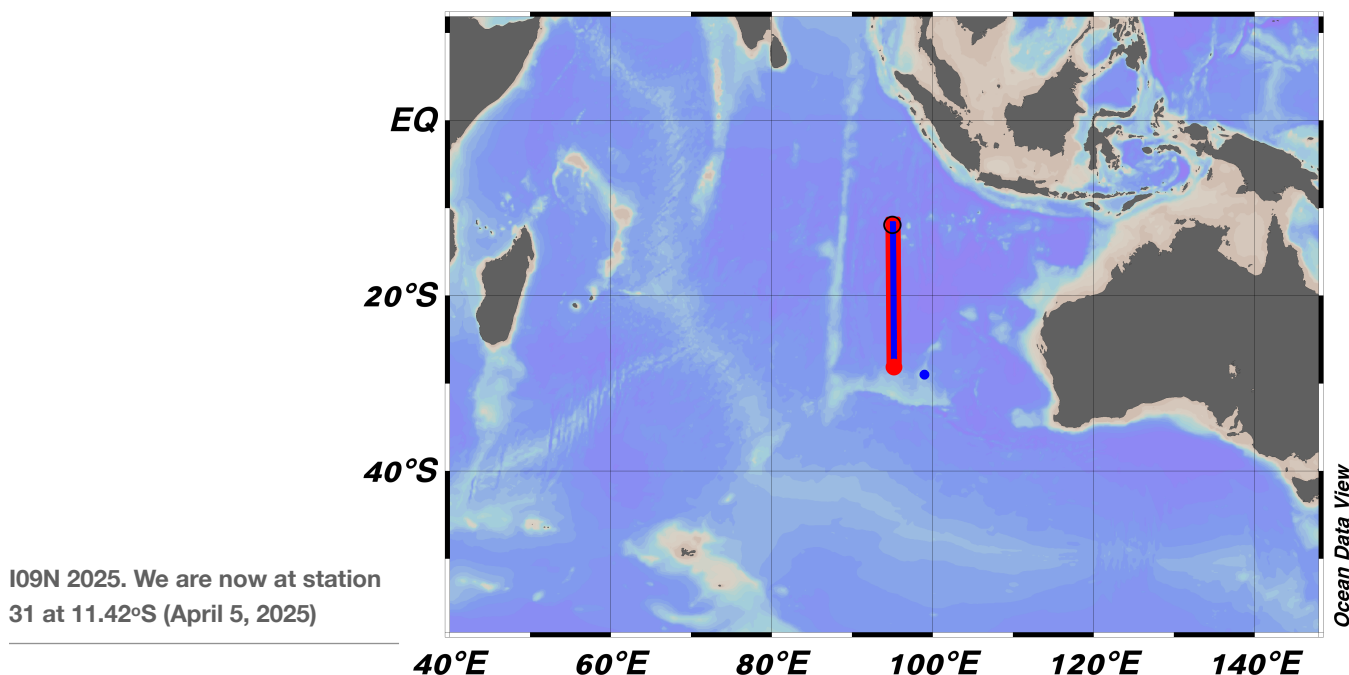 EQ
20°S
40°S
Ocean Data View
I09N 2025. We are now at station
31 at 11.42ºS (April 5, 2025)
40°E 60°E 80°E 100°E 120°E 140°E